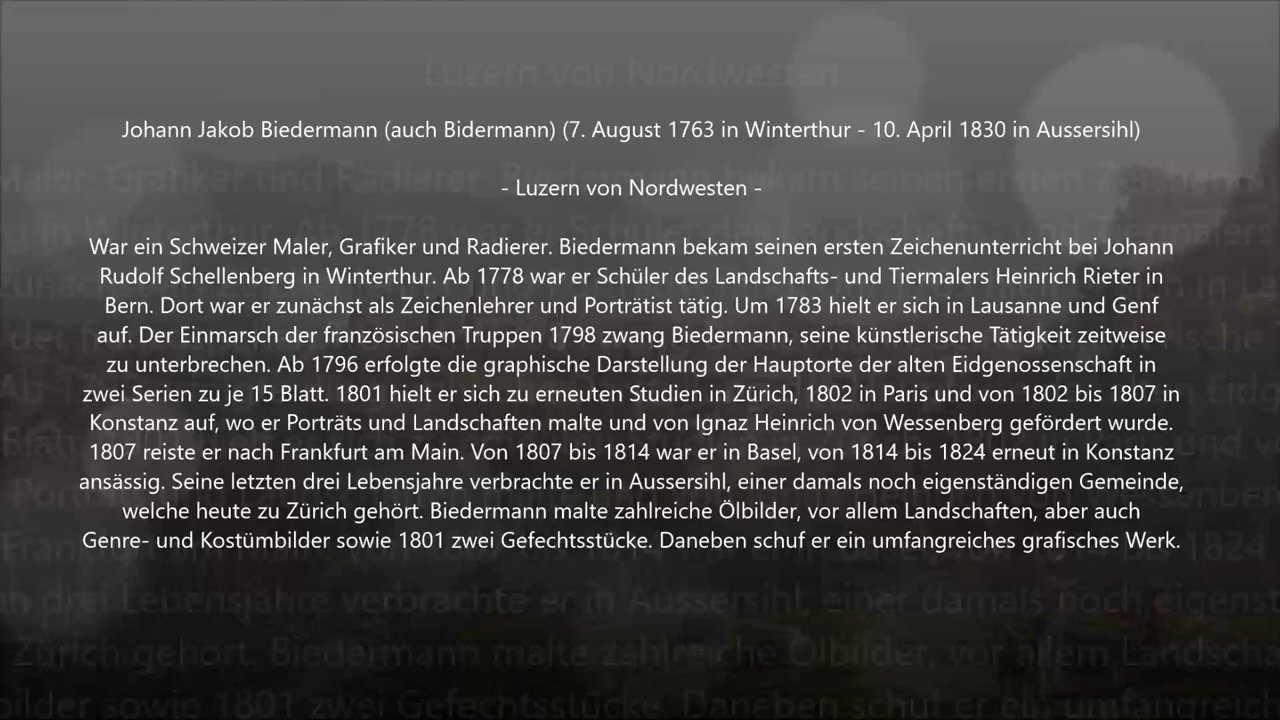 Johann Jakob Biedermann (auch Bidermann) (7. August 1763 in Winterthur - 10. April 1830 in Aussersihl)
- Luzern von Nordwesten -
War ein Schweizer Maler, Grafiker und Radierer. Biedermann bekam seinen ersten Zeichenunterricht bei Johann
Rudolf Schellenberg in Winterthur. Ab 1778 war er Schüler des Landschafts- und Tiermalers Heinrich Rieter in
Bern. Dort war er zunächst als Zeichenlehrer und Porträtist tätig. Um 1783 hielt er sich in Lausanne und Genf
auf. Der Einmarsch der französischen Truppen 1798 zwang Biedermann, seine künstlerische Tätigkeit zeitweise
zu unterbrechen. Ab 1796 erfolgte die graphische Darstellung der Hauptorte der alten Eidgenossenschaft in
zwei Serien zu je 15 Blatt. 1801 hielt er sich zu erneuten Studien in Zürich, 1802 in Paris und von 1802 bis 1807 in
Konstanz auf, wo er Porträts und Landschaften malte und von Ignaz Heinrich von Wessenberg gefördert wurde.
1807 reiste er nach Frankfurt am Main. Von 1807 bis 1814 war er in Basel, von 1814 bis 1824 erneut in Konstanz
ansässig. Seine letzten drei Lebensjahre verbrachte er in Aussersihl, einer damals noch eigenständigen Gemeinde,
welche heute zu Zürich gehört. Biedermann malte zahlreiche Ölbilder, vor allem Landschaften, aber auch
Genre- und Kostümbilder sowie 1801 zwei Gefechtsstücke. Daneben schuf er ein umfangreiches grafisches Werk.